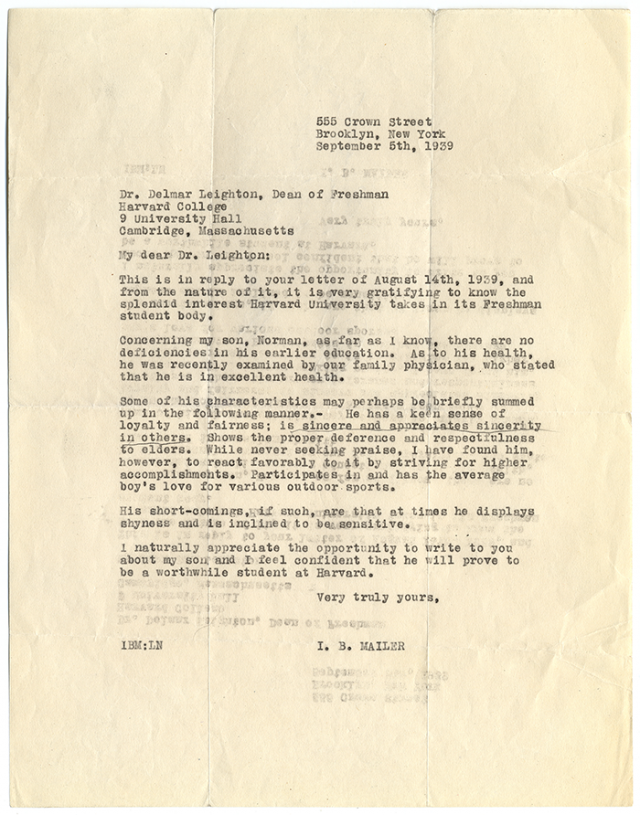 555 Crown Street
Brooklyn, New York
September 5th, 1939
Dr. Delmar Leighton, Dean of Freshman
Harvard College
9 University Hall
Cambridge, Massachusetts
My dear Dr. Leighton:
This is in reply to your letter of August 14th, 1939, and
from the nature of it, it is very gratifying to know the
splendid interest Harvard University takes in its Freshman
student body.
Concerning my son, Norman, as far as I know, there are no
deficiencies in his earlier education. As to his health,
he was recently examined by our family physician, who stated
that he is in excellent health.
Some of his characteristics may perhaps be briefly summed
up in the following manner.- He has a keen sense of
loyalty and fairness; is sincere and appreciates sincerity
in others. Shows the proper deference and respectfulness
to elders. While never seeking praise, I have found him,
however, to react favorably to it by striving for higher
accomplishments. Participates in and has the average
boy's love for various outdoor sports.
His short-comings, if such, are that at times he displays
shyness and is inclined to be sensitive.
I naturally appreciate the opportunity to write to you
about my son and I feel confident that he will prove to
be a worthwhile student at Harvard.
Very truly yours,
IBM:LN I. B. MAILER